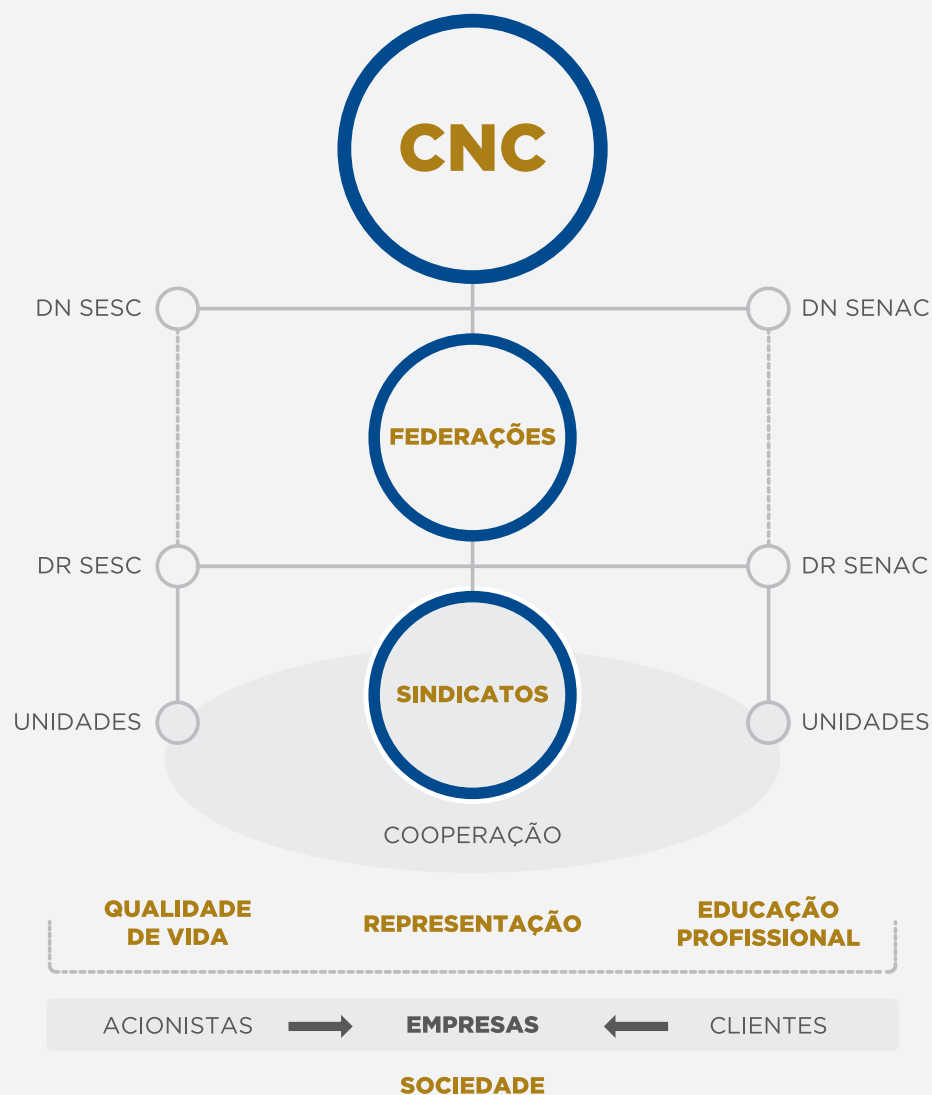 CNC
DN SESC
DN SENAC
FEDERAÇÕES
DR SESC
DR SENAC
SINDICATOS
UNIDADES
UNIDADES
COOPERAÇÃO
QUALIDADE
DE VIDA
REPRESENTAÇÃO
EDUCAÇÃO
PROFISSIONAL
ACIONISTAS
EMPRESAS
CLIENTES
SOCIEDADE